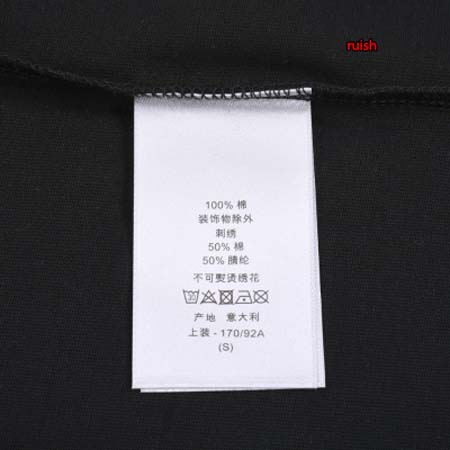 ruish
100% 棉
装饰物除外
刺绣
50% 棉
50% 腈纶
不可熨烫绣花
产地 意大利
上装 - 170/92A
(S)